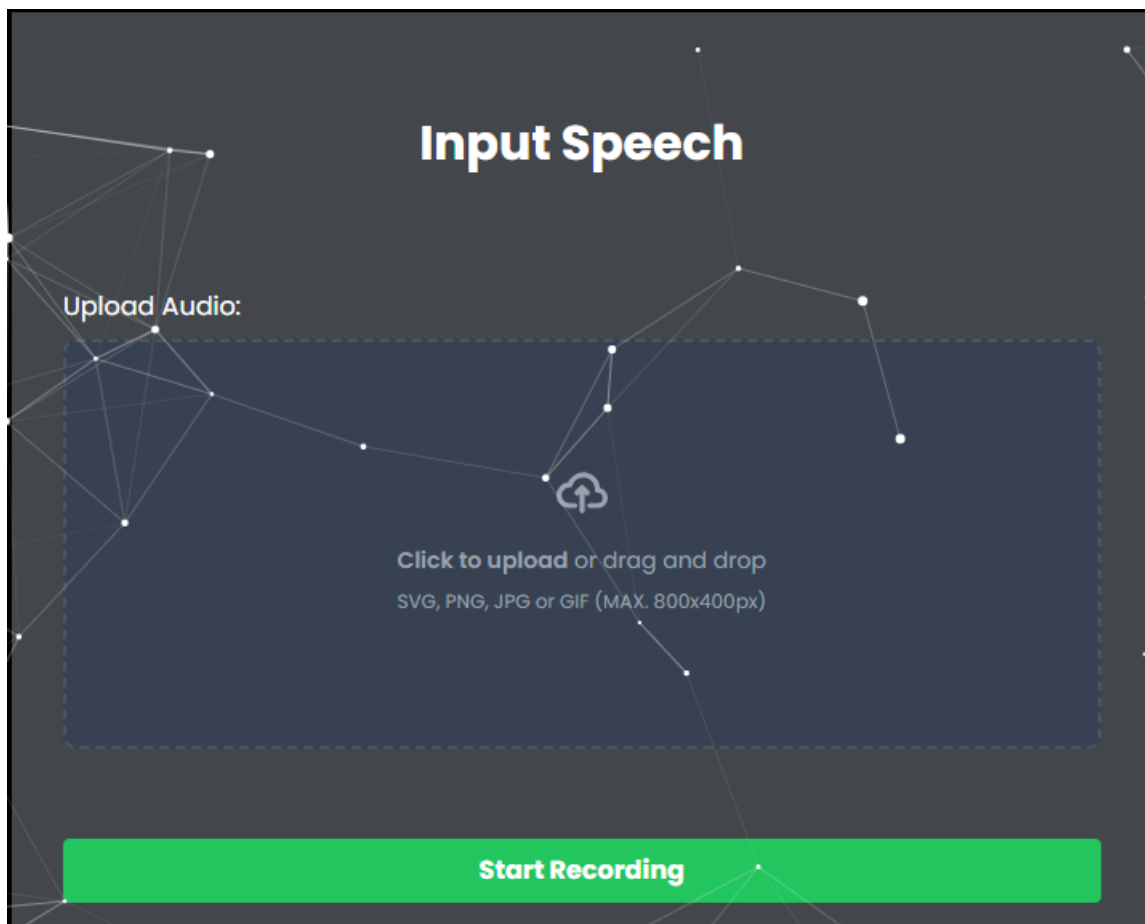 Input Speech
Upload Audio:
Click to upload or drag and drop
SVG, PNG, JPG or GIF (MAX. 800x400px)
Start Recording